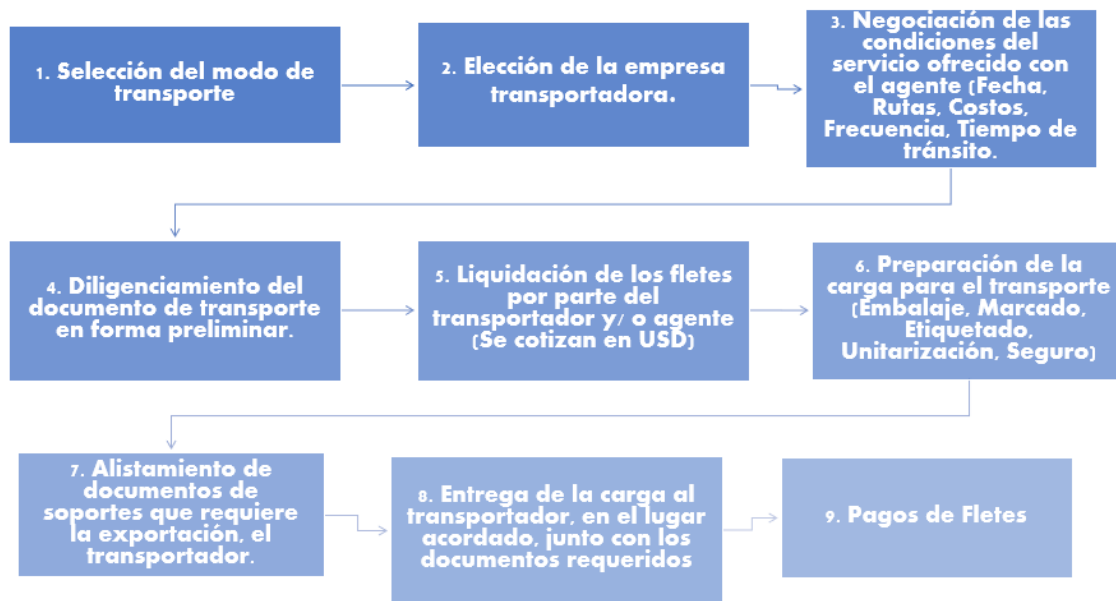 1. Selección del modo de
transporte
2. Elección de la empresa
transportadora.
3. Negociación de las
condiciones del
servicio ofrecido con
el agente (Fecha,
Rutas, Costos,
Frecuencia, Tiempo de
tránsito.
4. Diligenciamiento del
documento de transporte
en forma preliminar.
5. Liquidación de los fletes
por parte del
transportador y/ o agente
(Se cotizan en USD)
6. Preparación de la
carga para el transporte
(Embalaje, Marcado,
Etiquetado,
Unitarización, Seguro)
7. Alistamiento de
documentos de
soportes que requiere
la exportación, el
transportador.
8. Entrega de la carga al
transportador, en el lugar
acordado, junto con los
documentos requeridos
9. Pagos de Fletes